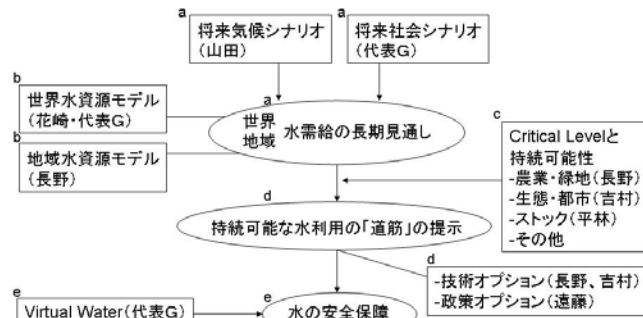 a
将来気候シナリオ
(山田)
a
将来社会シナリオ
(代表G)
b
世界水資源モデル
(花崎・代表G)
b
地域水資源モデル
(長野)
a
世界
地域
水需給の長期見通し
c
Critical Levelと
持続可能性
-農業・緑地(長野)
-生態・都市(吉村)
-ストック(平林)
-その他
d
持続可能な水利用の「道筋」の提示
d
-技術オプション(長野、吉村)
-政策オプション(遠藤)
e
Virtual Water(代表G)
e
水の安全保障